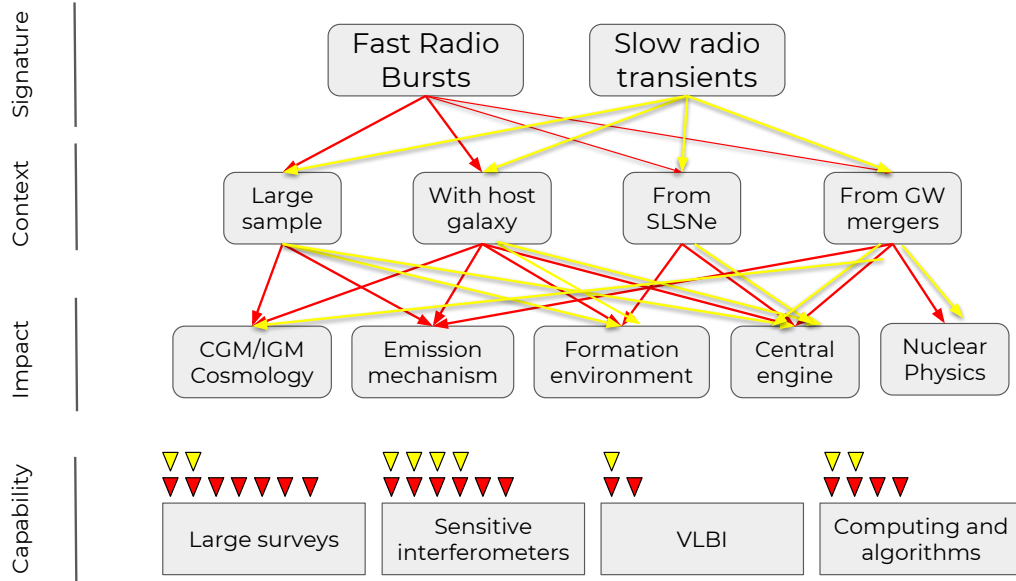 Signature
Fast Radio
Bursts
Slow radio
transients
Context
Large
sample
With host
galaxy
From
SLSNe
From GW
mergers
Impact
CGM/IGM
Cosmology
Emission
mechanism
Formation
environment
Central
engine
Nuclear
Physics
Capability
Large surveys
Sensitive
interferometers
VLBI
Computing and
algorithms